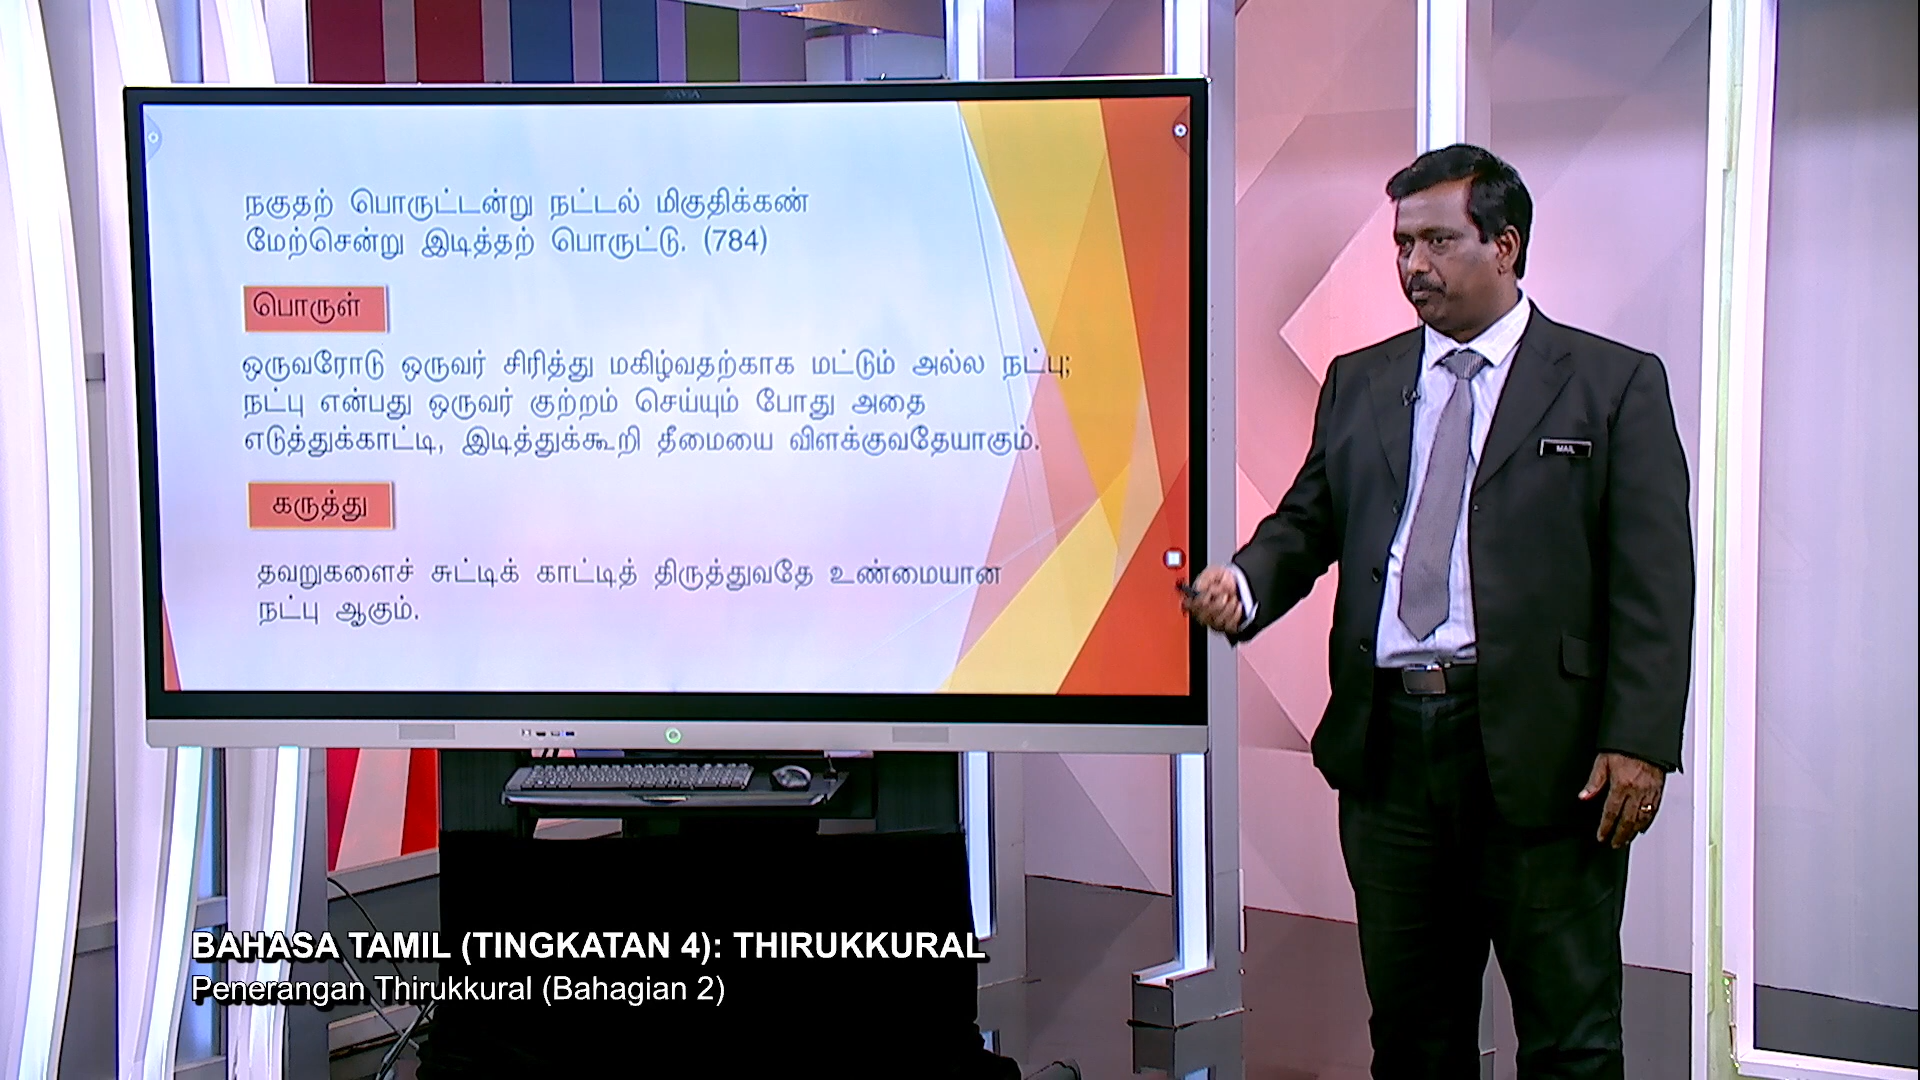 நகுதற் பொருட்டன்று நட்டல் மிகுதிக்கண்
மேற்சென்று இடித்தற் பொருட்டு. (784)
பொருள்
ஒருவரோடு ஒருவர் சிரித்து மகிழ்வதற்காக மட்டும் அல்ல நட்பு;
நட்பு என்பது ஒருவர் குற்றம் செய்யும் போது அதை
எடுத்துக்காட்டி, இடித்துக்கூறி தீமையை விளக்குவதேயாகும்.
கருத்து
தவறுகளைச் சுட்டிக் காட்டித் திருத்துவதே உண்மையான
நட்பு ஆகும்.
BAHASA TAMIL (TINGKATAN 4): THIRUKKURAL
Penerangan Thirukkural (Bahagian 2)